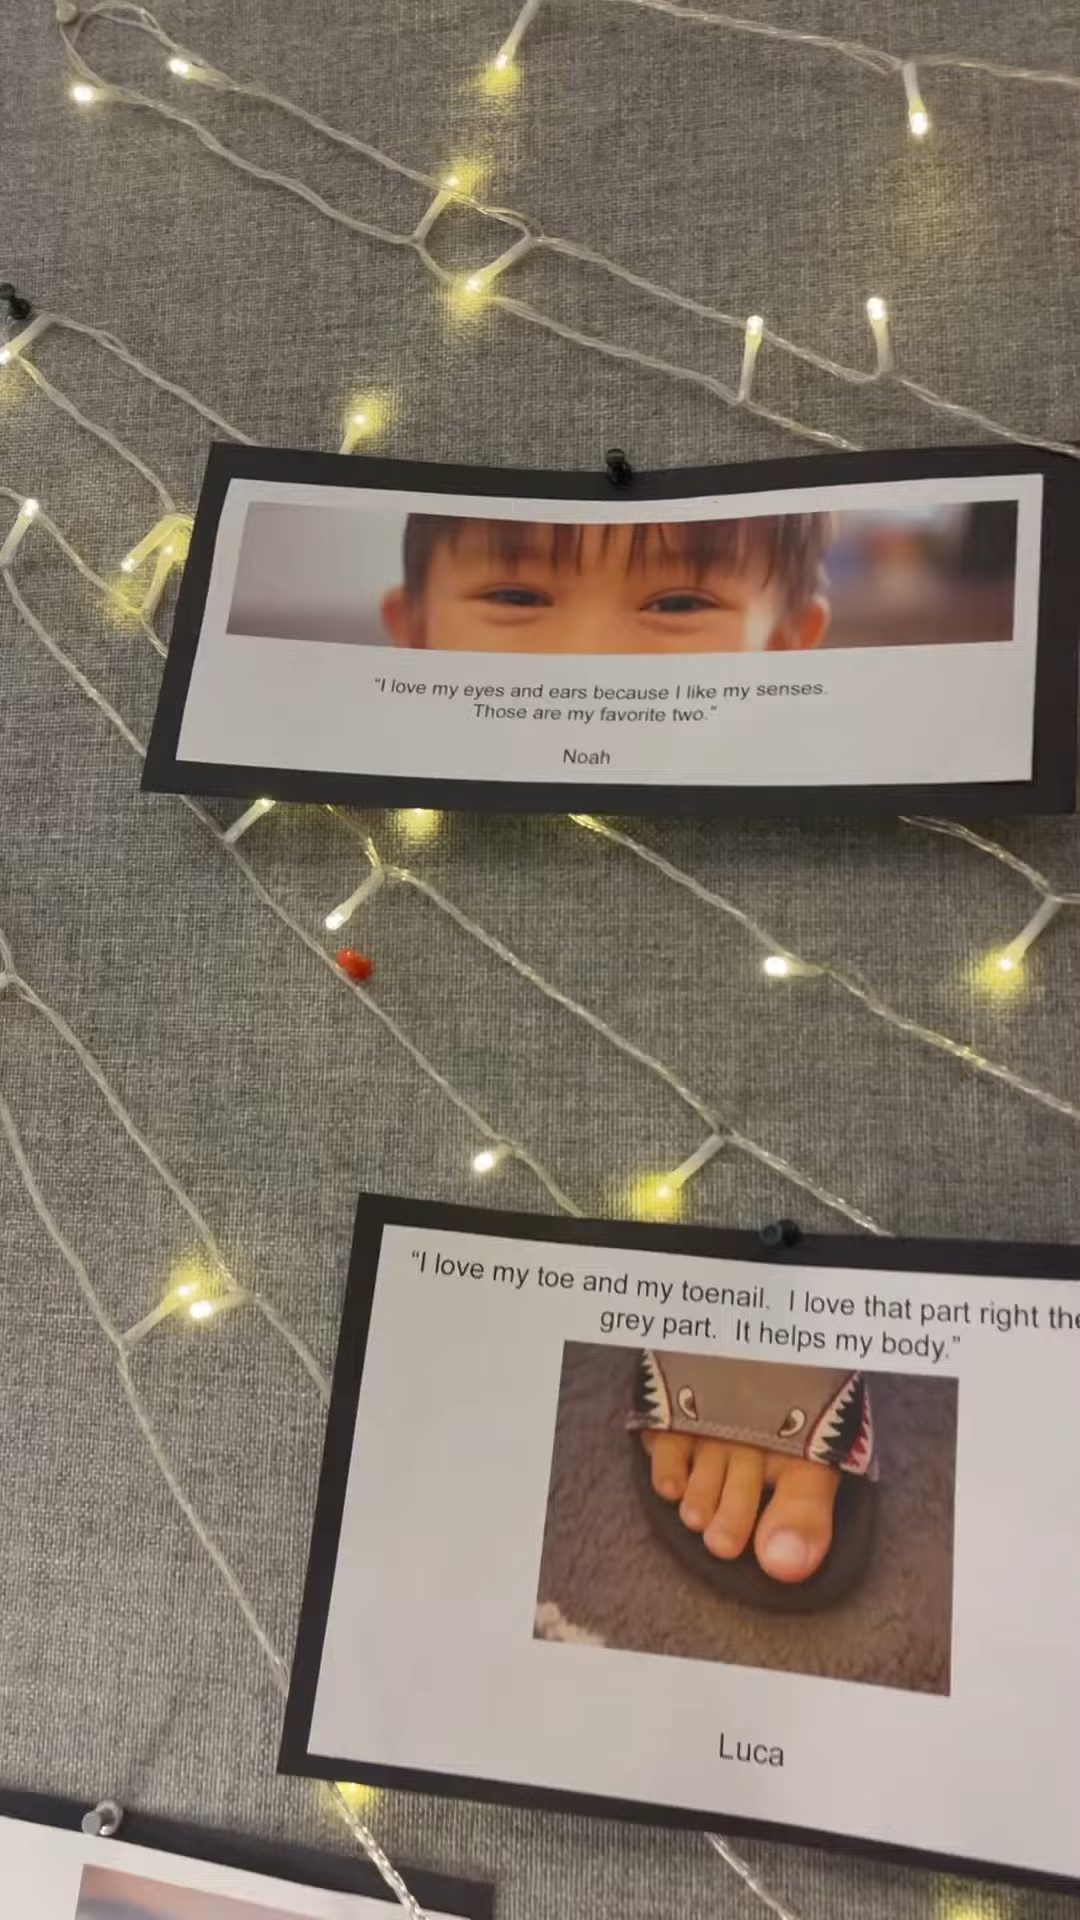 “I love my eyes and ears because I like my senses.
Those are my favorite two.”
Noah
“I love my toe and my toenail.  I love that part right
grey part.  It helps my body.”
Luca